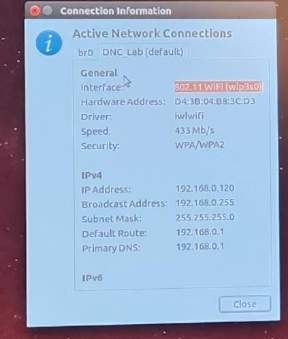 Connection Information
Active Network Connections
br0 DNC Lab (default)
General
Interface: 802.11 WiFi (wlp3s0)
Hardware Address: D4:3B:04:B8:3C:D3
Driver: iwlwifi
Speed: 433 Mb/s
Security: WPA/WPA2
IPv4
IP Address: 192.168.0.120
Broadcast Address: 192.168.0.255
Subnet Mask: 255.255.255.0
Default Route: 192.168.0.1
Primary DNS: 192.168.0.1
IPv6
Close